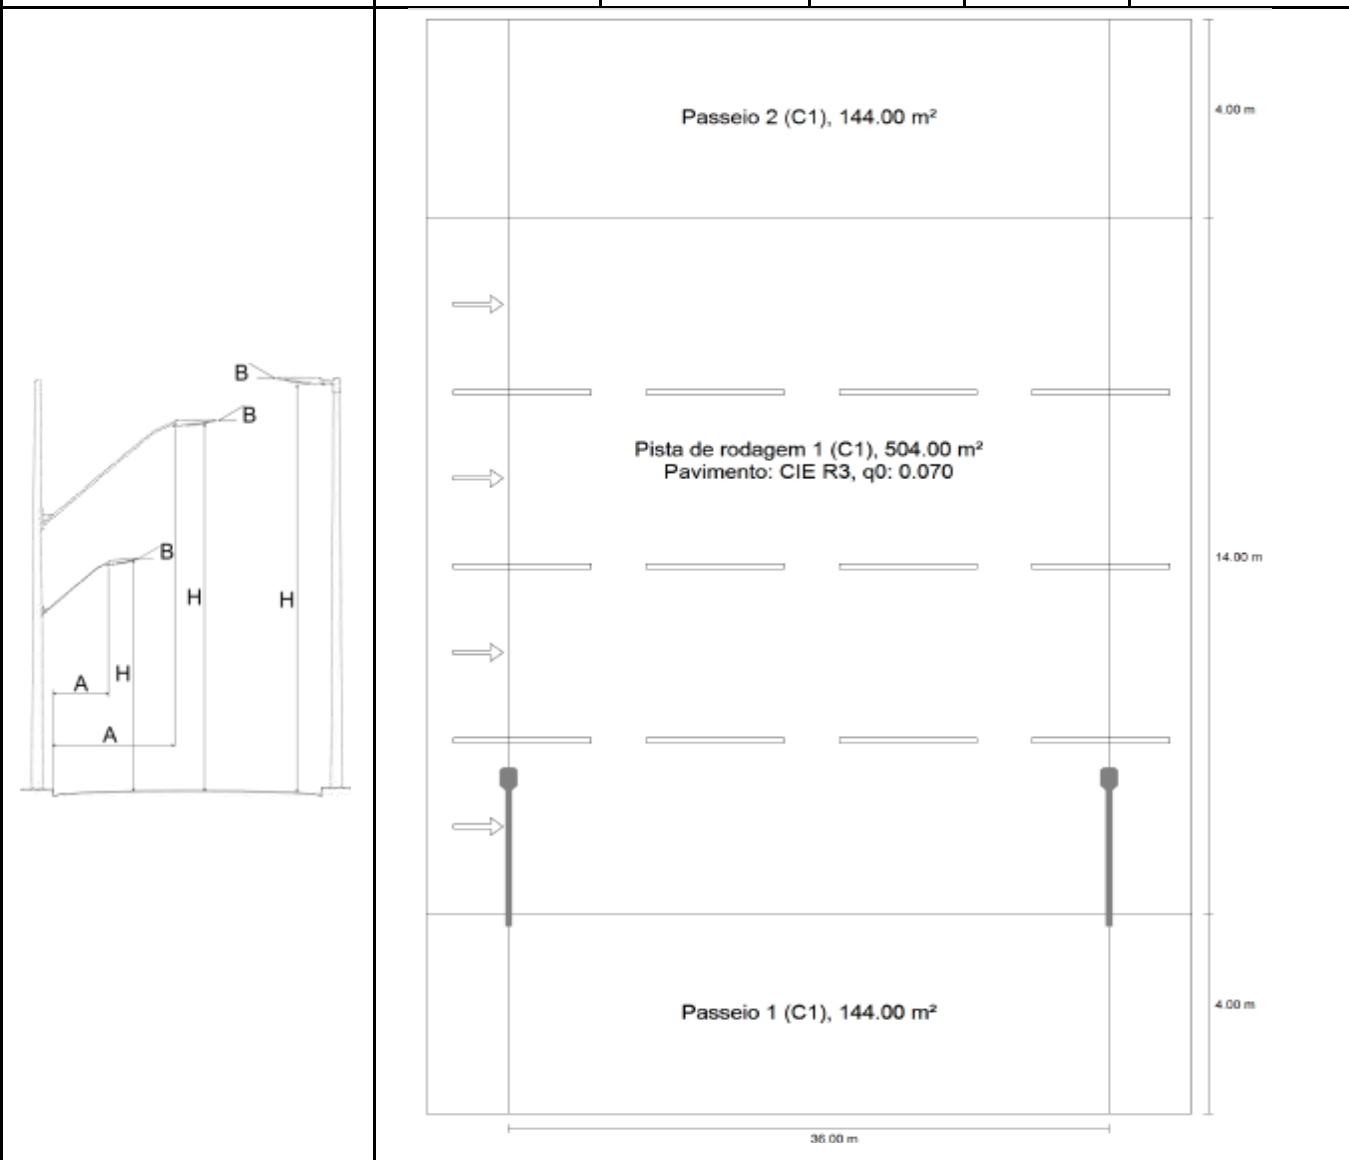 B
B
B
H
H
H
A
A
Passeio 2 (C1), 144.00 m²
4.00 m
Pista de rodagem 1 (C1), 504.00 m²
Pavimento: CIE R3, q0: 0.070
14.00 m
Passeio 1 (C1), 144.00 m²
4.00 m
36.00 m